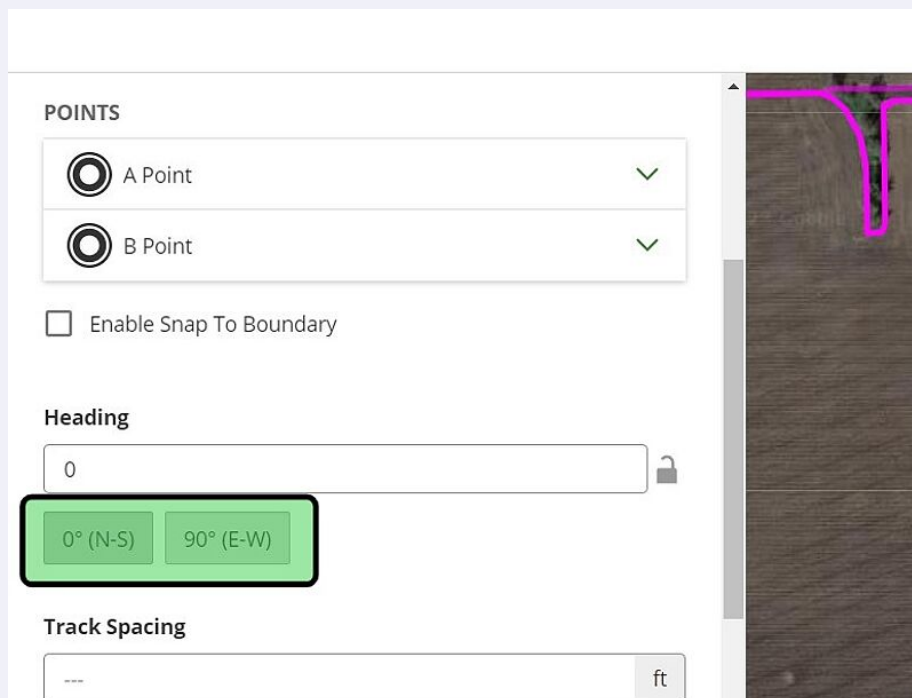 POINTS
A Point
B Point
Enable Snap To Boundary
Heading
0
0° (N-S) 90° (E-W)
Track Spacing
--- ft